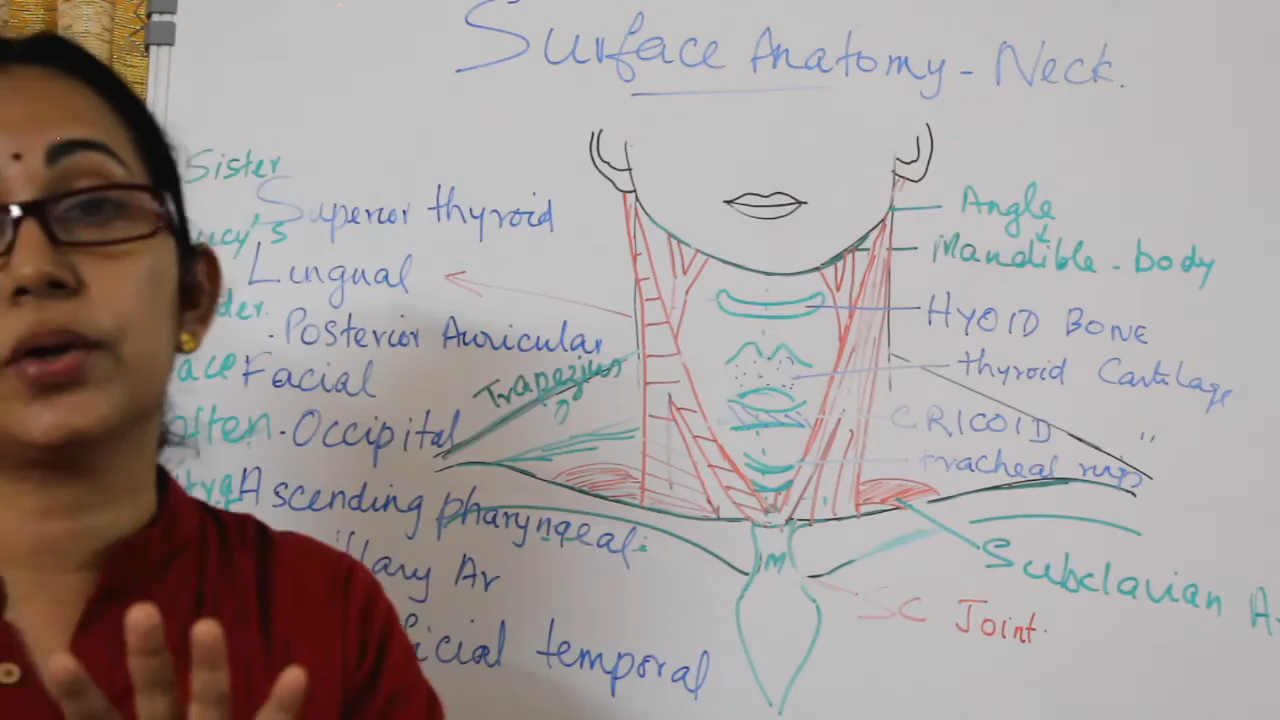 Surface Anatomy - Neck.
Sister
Superior thyroid
Lingual
Posterior Auricular
Facial
Occipital
Ascending pharyngeal
Ar
temporal
Trapezius
Angle
Mandible - body
HYOID BONE
thyroid Cartilage
CRICOID "
tracheal rings
Subclavian A
SC Joint.
M